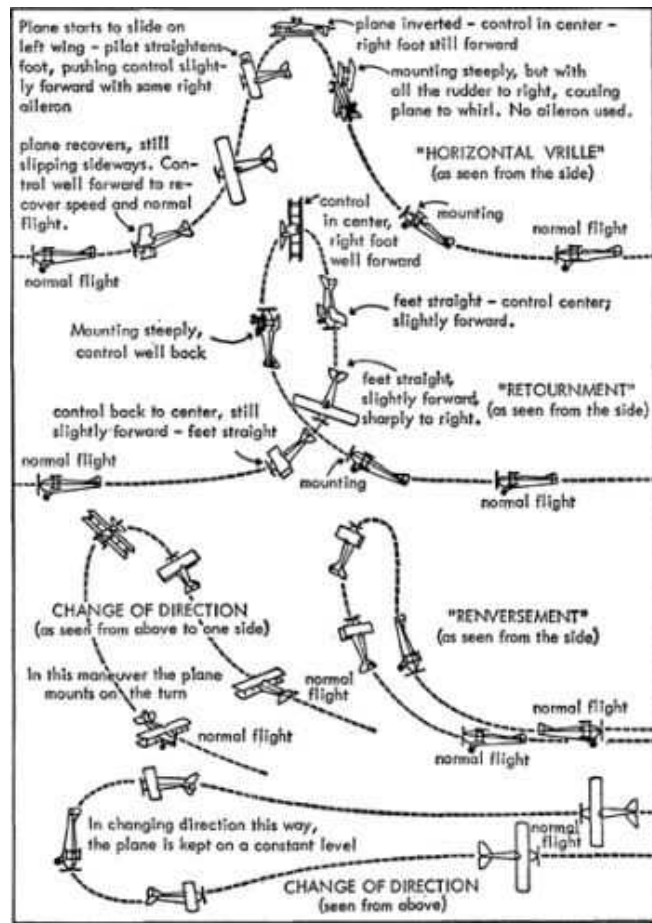 Plane starts to slide on
left wing - pilot straightens
foot, pushing control slight-
ly forward with some right
aileron
plane inverted - control in center -
right foot still forward
mounting steeply, but with
all the rudder to right, causing
plane to whirl. No aileron used.
plane recovers, still
slipping sideways. Con-
trol well forward to re-
cover speed and normal
flight.
"HORIZONTAL VRILLE"
(as seen from the side)
control
in center,
right foot
well forward
mounting
normal flight
normal flight
feet straight - control center;
slightly forward.
Mounting steeply,
control well back
feet straight,
slightly forward,
sharply to right.
"RETOURNMENT"
(as seen from the side)
control back to center, still
slightly forward - feet straight
normal flight
mounting
normal flight
CHANGE OF DIRECTION
(as seen from above to one side)
"RENVERSEMENT"
(as seen from the side)
In this maneuver the plane
mounts on the turn
normal
flight
normal flight
normal flight
normal flight
In changing direction this way,
the plane is kept on a constant level
normal
flight
CHANGE OF DIRECTION
(seen from above)